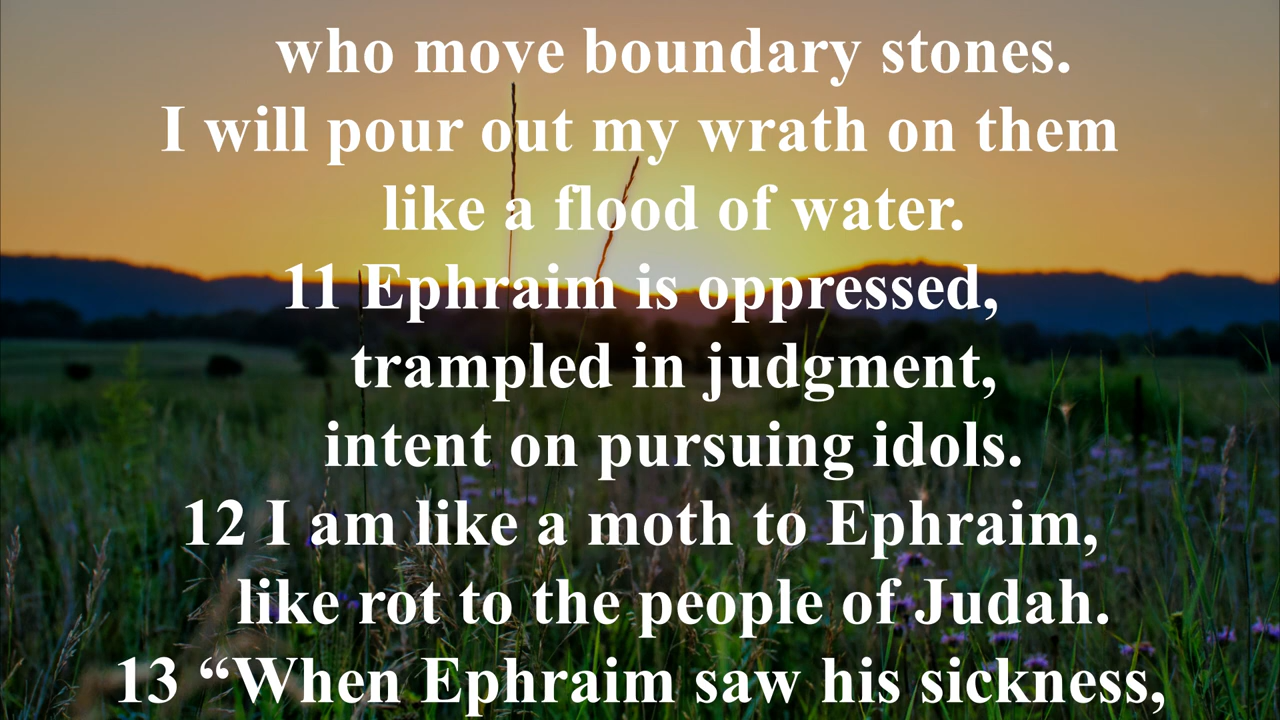 who move boundary stones.
I will pour out my wrath on them
like a flood of water.
11 Ephraim is oppressed,
trampled in judgment,
intent on pursuing idols.
12 I am like a moth to Ephraim,
like rot to the people of Judah.
13 “When Ephraim saw his sickness,